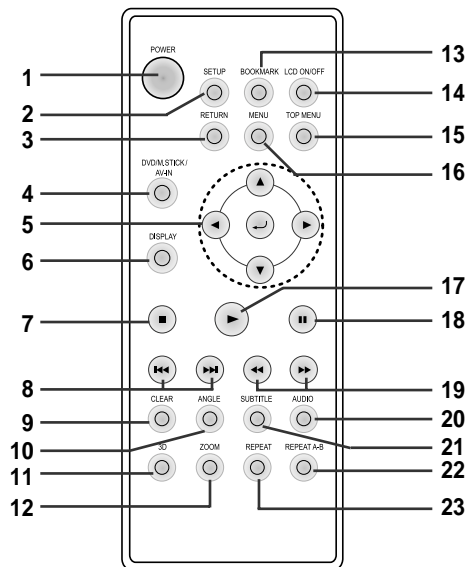 POWER
1
13
SETUP BOOKMARK LCD ON/OFF
2
14
RETURN MENU TOP MENU
3
15
16
DVD/M.STICK/
AV-IN
4
5
DISPLAY
6
17
7
18
8
19
CLEAR ANGLE SUBTITLE AUDIO
9
20
10
21
3D ZOOM REPEAT REPEAT A-B
11
22
12
23